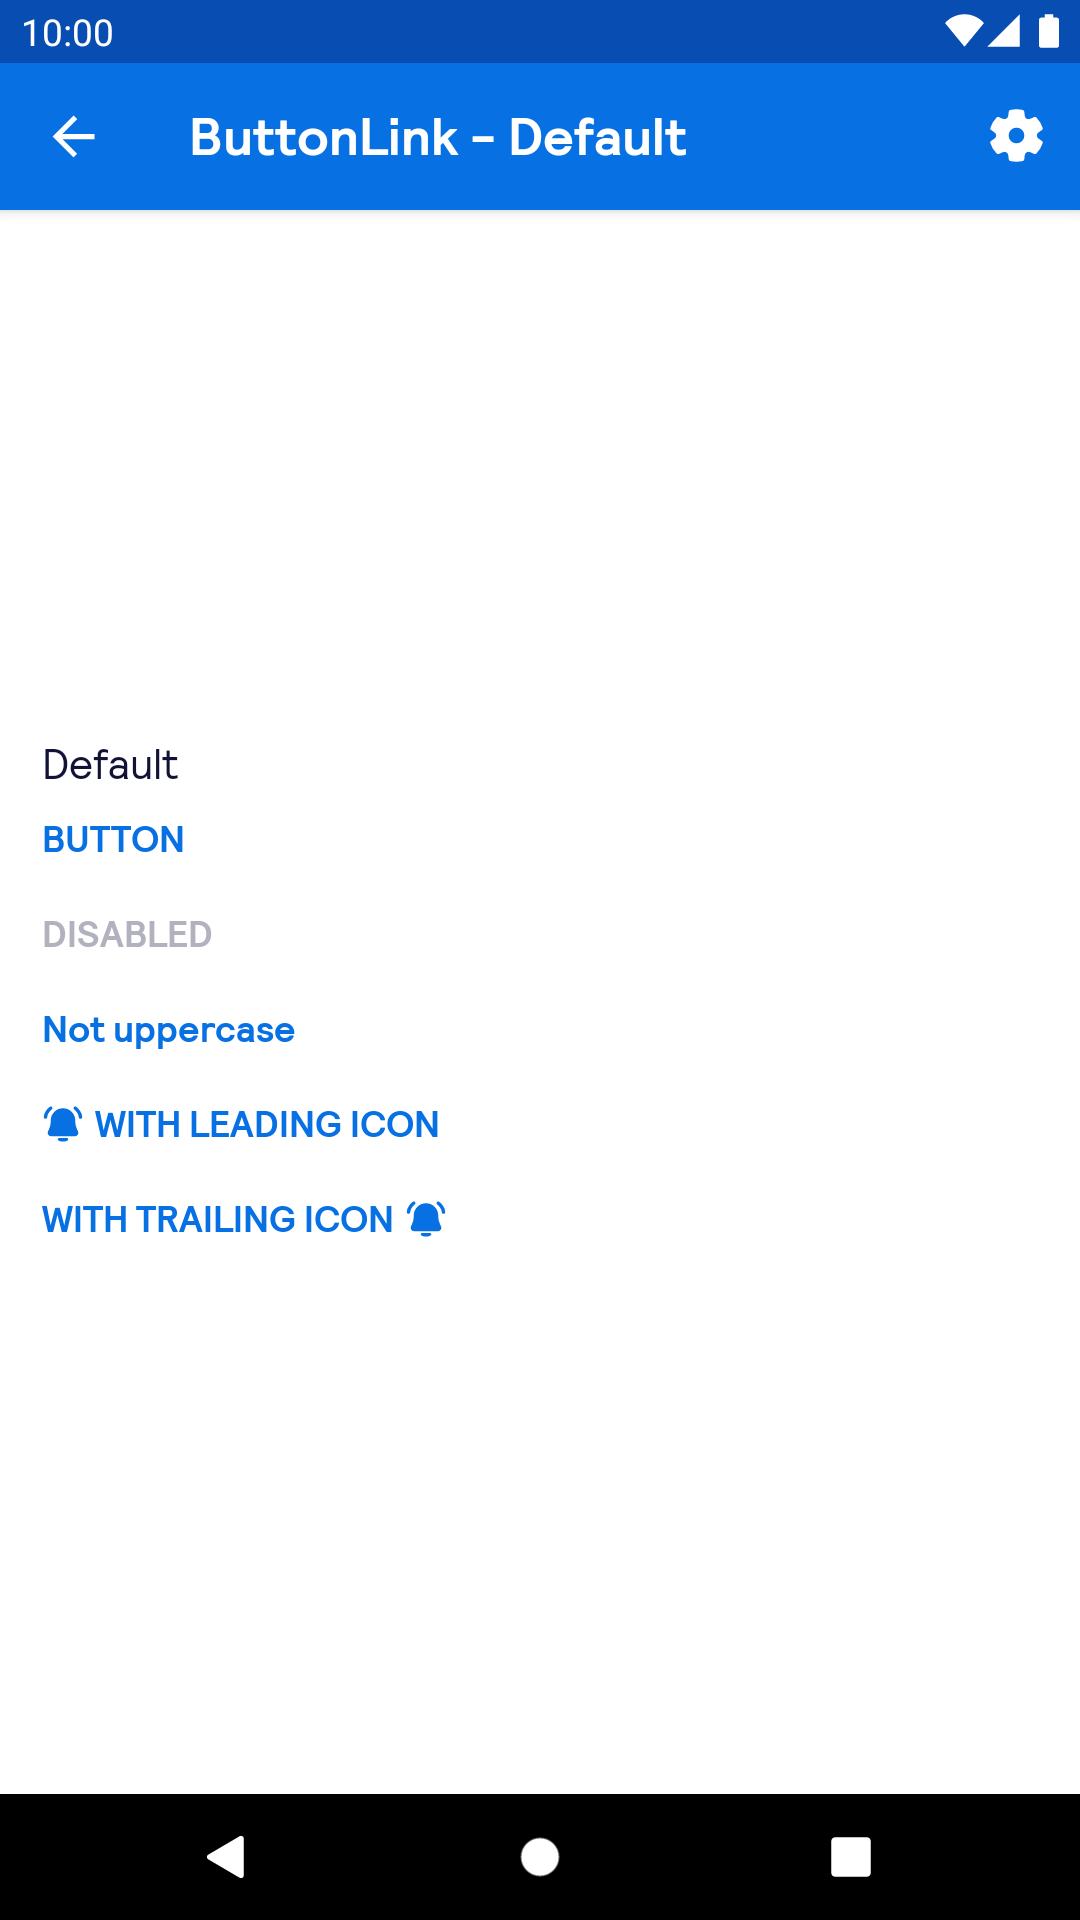 10:00
ButtonLink - Default
Default
BUTTON
DISABLED
Not uppercase
WITH LEADING ICON
WITH TRAILING ICON